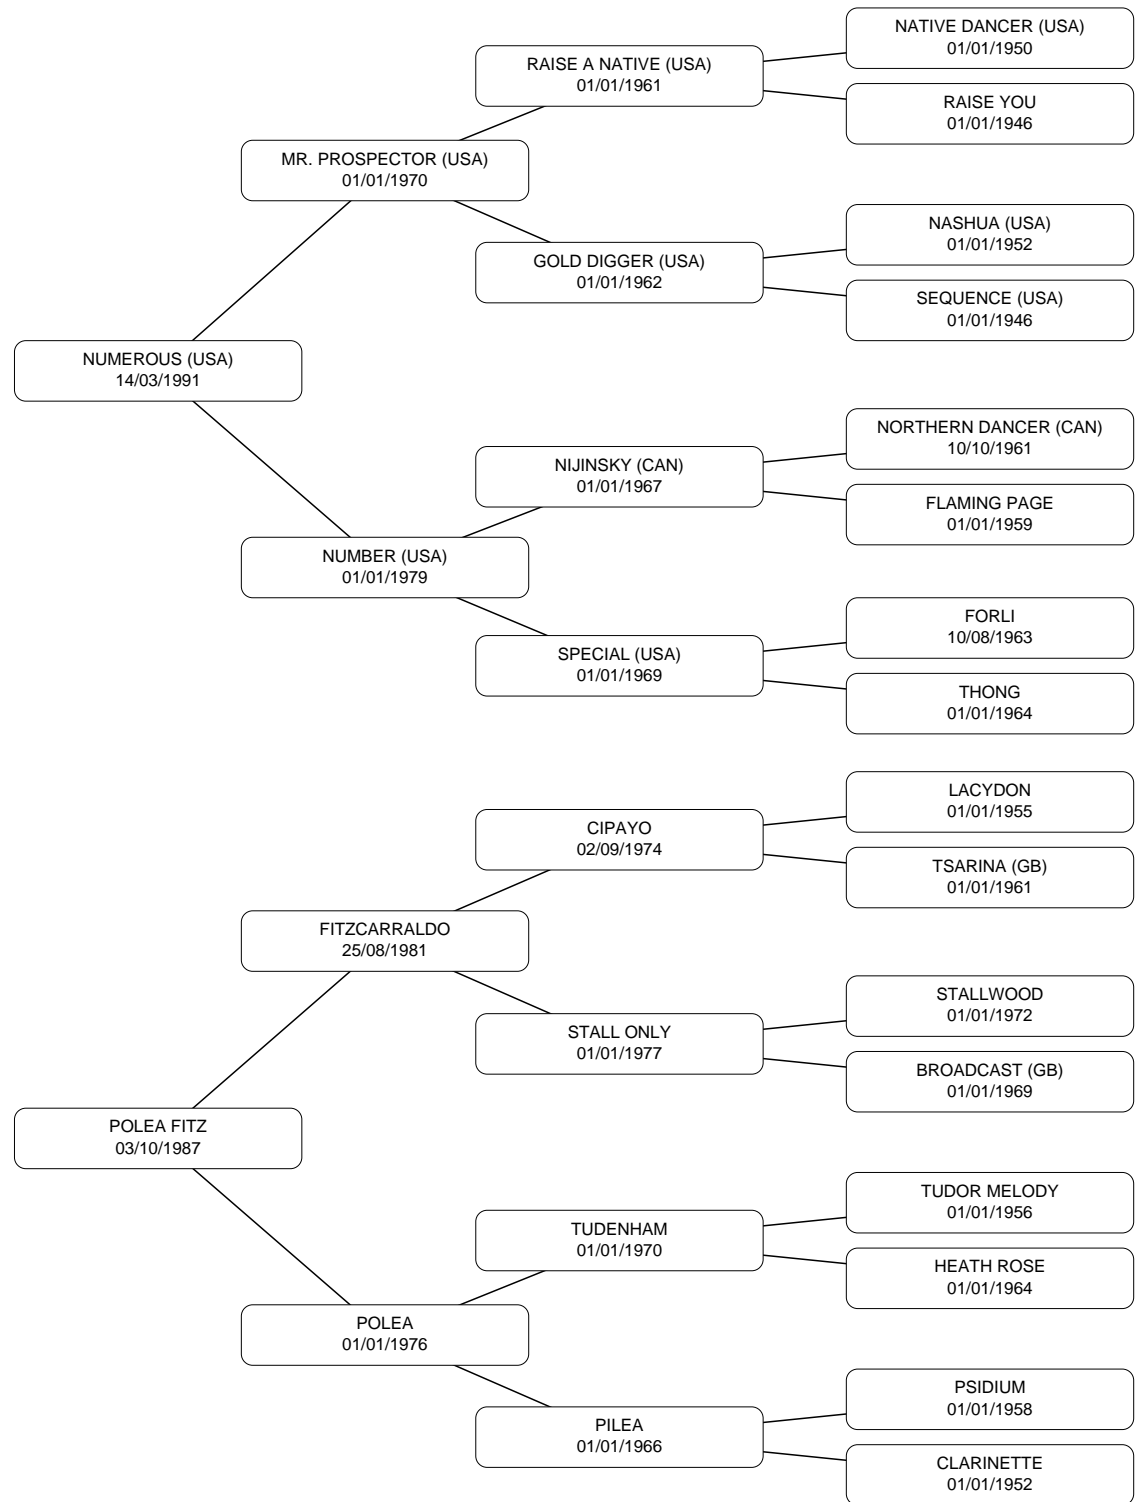 NATIVE DANCER (USA)
01/01/1950
RAISE A NATIVE (USA)
01/01/1961
RAISE YOU
01/01/1946
MR. PROSPECTOR (USA)
01/01/1970
NASHUA (USA)
01/01/1952
GOLD DIGGER (USA)
01/01/1962
SEQUENCE (USA)
01/01/1946
NUMEROUS (USA)
14/03/1991
NORTHERN DANCER (CAN)
10/10/1961
NIJINSKY (CAN)
01/01/1967
FLAMING PAGE
01/01/1959
NUMBER (USA)
01/01/1979
FORLI
10/08/1963
SPECIAL (USA)
01/01/1969
THONG
01/01/1964
LACYDON
01/01/1955
CIPAYO
02/09/1974
TSARINA (GB)
01/01/1961
FITZCARRALDO
25/08/1981
STALLWOOD
01/01/1972
STALL ONLY
01/01/1977
BROADCAST (GB)
01/01/1969
POLEA FITZ
03/10/1987
TUDOR MELODY
01/01/1956
TUDENHAM
01/01/1970
HEATH ROSE
01/01/1964
POLEA
01/01/1976
PSIDIUM
01/01/1958
PILEA
01/01/1966
CLARINETTE
01/01/1952